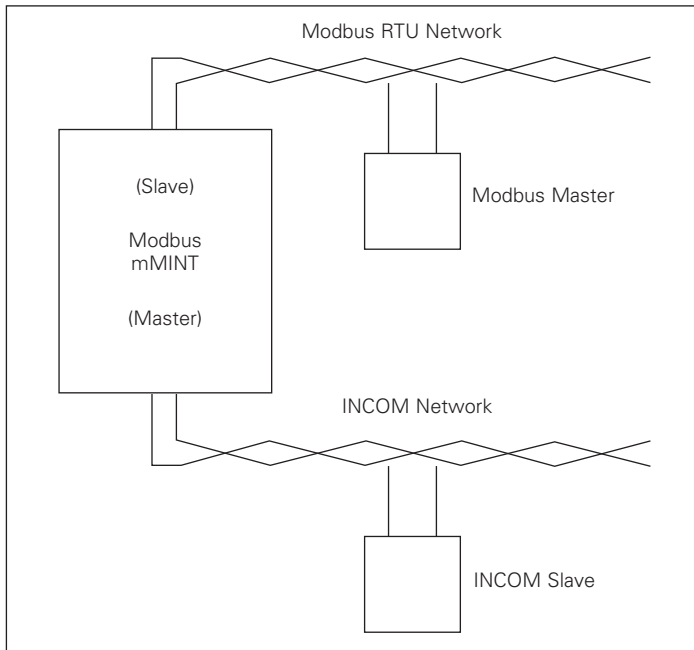 Modbus RTU Network
(Slave)
Modbus
mMINT
(Master)
Modbus Master
INCOM Network
INCOM Slave